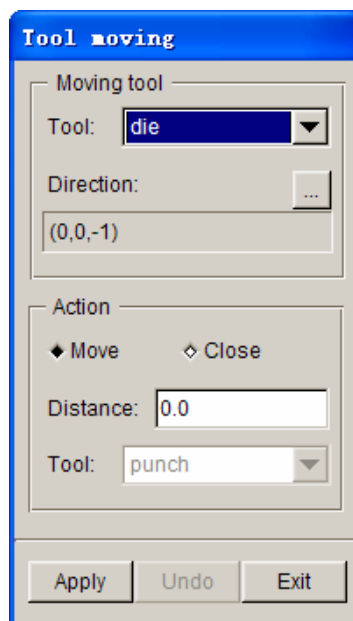 Tool moving
Moving tool
Tool: die
Direction: ...
(0,0,-1)
Action
Move Close
Distance: 0.0
Tool: punch
Apply Undo Exit